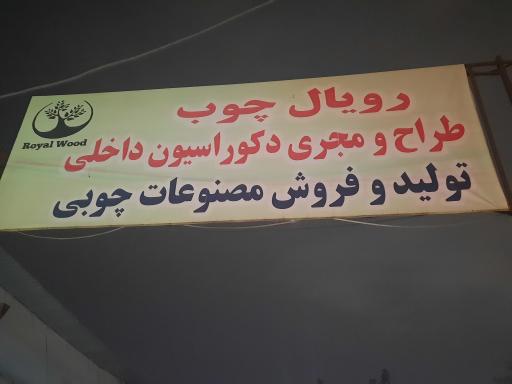 رویال چوب
طراح و مجری دکوراسیون داخلی
تولید و فروش مصنوعات چوبی
Royal Wood